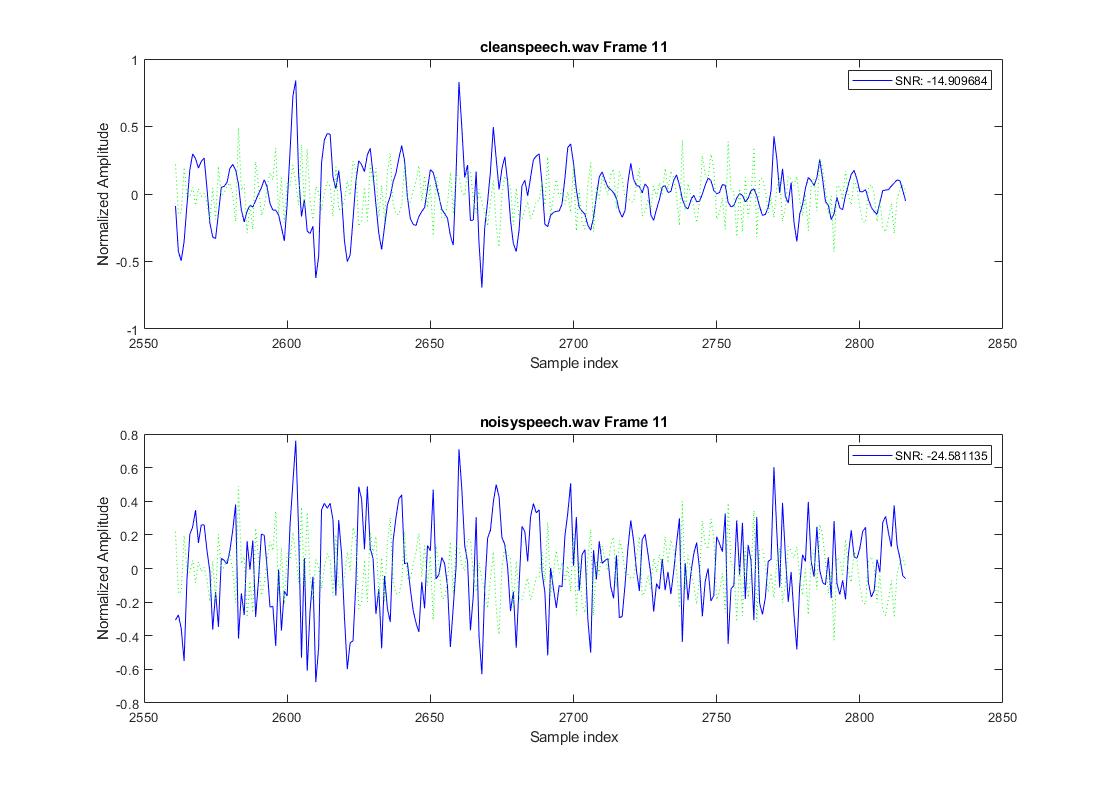 cleanspeech.wav Frame 11
SNR: -14.909684
Normalized Amplitude
1
0.5
0
-0.5
-1
2550 2600 2650 2700 2750 2800 2850
Sample index
noisyspeech.wav Frame 11
SNR: -24.581135
Normalized Amplitude
0.8
0.6
0.4
0.2
0
-0.2
-0.4
-0.6
-0.8
2550 2600 2650 2700 2750 2800 2850
Sample index